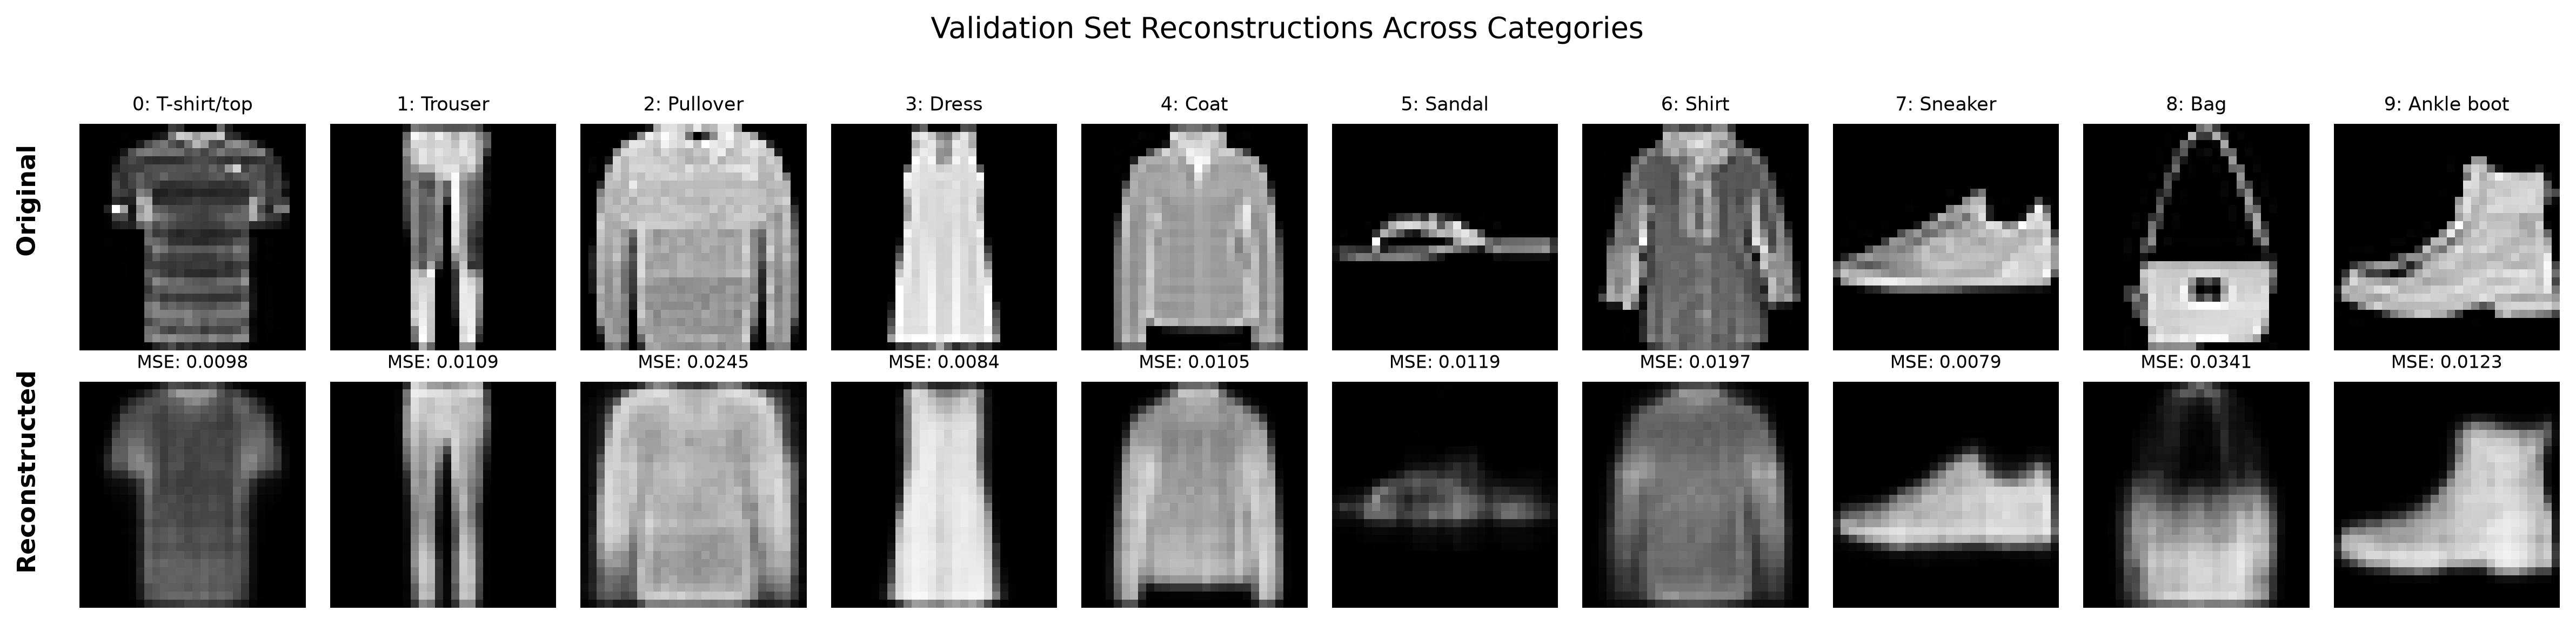 Validation Set Reconstructions Across Categories
0: T-shirt/top
1: Trouser
2: Pullover
3: Dress
4: Coat
5: Sandal
6: Shirt
7: Sneaker
8: Bag
9: Ankle boot
Original
MSE: 0.0098
MSE: 0.0109
MSE: 0.0245
MSE: 0.0084
MSE: 0.0105
MSE: 0.0119
MSE: 0.0197
MSE: 0.0079
MSE: 0.0341
MSE: 0.0123
Reconstructed